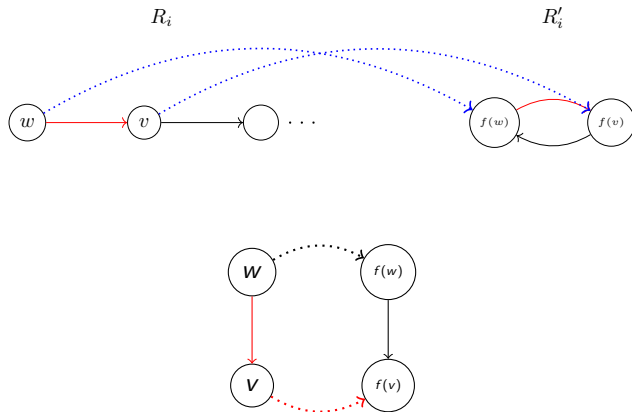 R_i R'_i
w v · · · f(w) f(v)
w f(w)
v f(v)